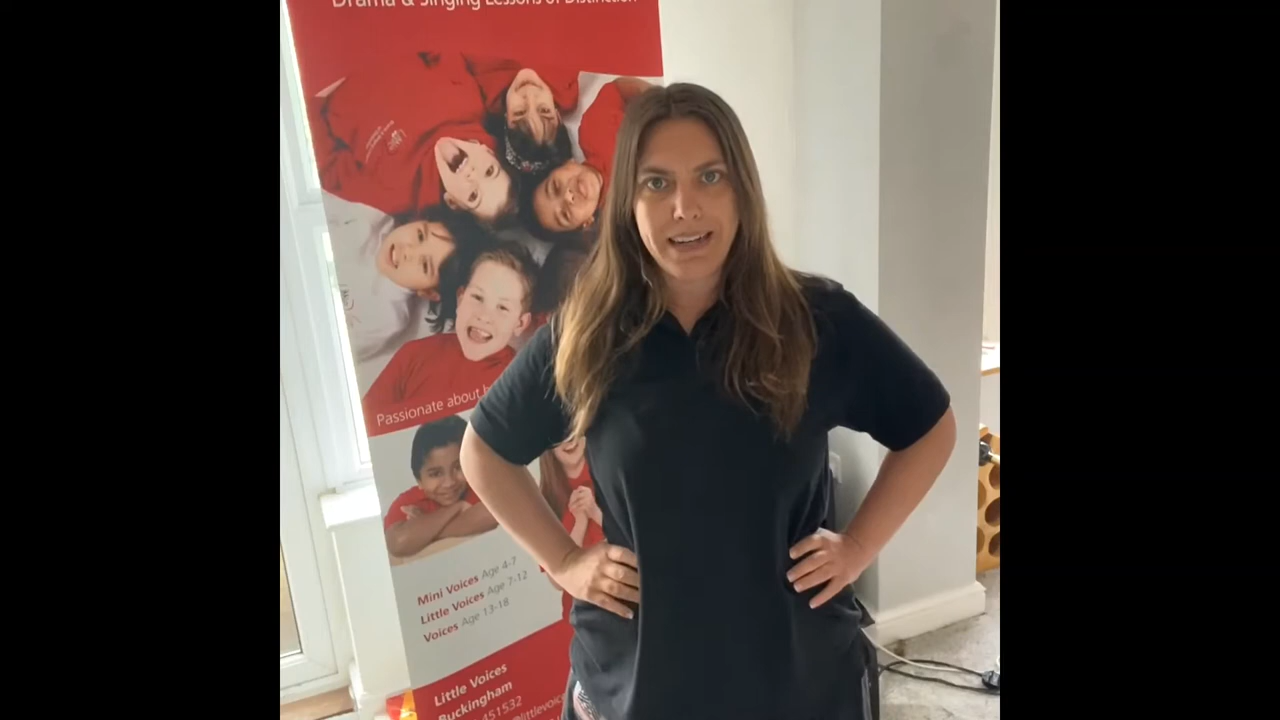 Drama & Singing Lessons of Distinction
Passionate about
Mini Voices Age 4-7
Little Voices Age 7-12
Voices Age 13-18
Little Voices
Buckingham
451532